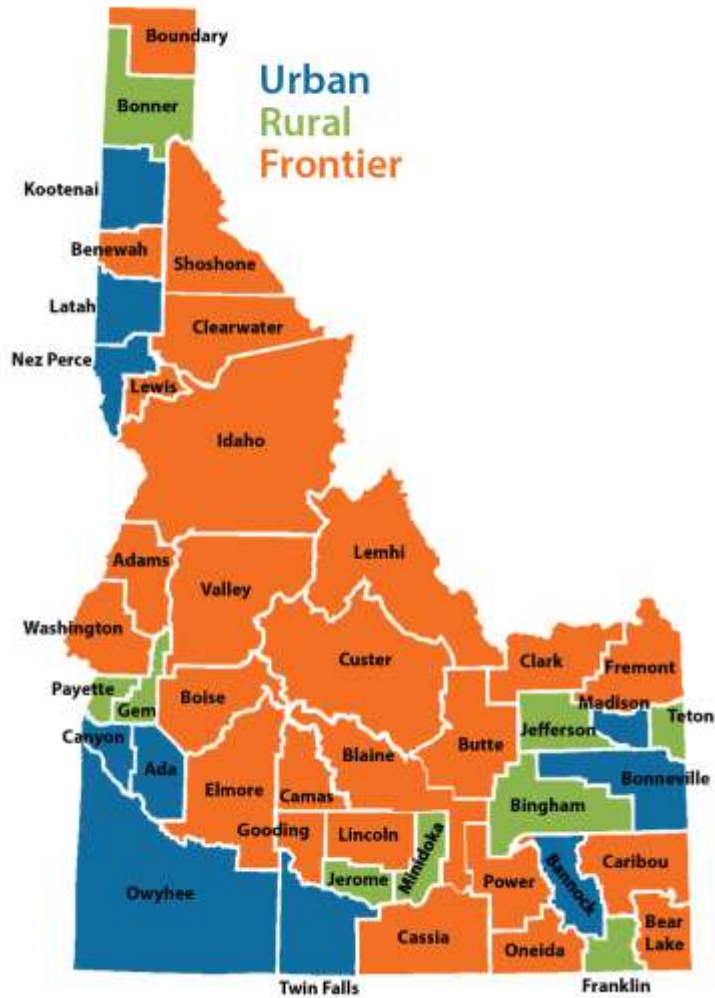 Boundary
Urban
Bonner
Rural
Frontier
Kootenai
Benewah
Shoshone
Latah
Clearwater
Nez Perce
Lewis
Idaho
Lemhi
Adams
Valley
Washington
Custer
Clark
Fremont
Payette
Boise
Gem
Madison
Teton
Jefferson
Canyon
Butte
Blaine
Ada
Bonneville
Elmore
Camas
Bingham
Gooding
Lincoln
Minidoka
Caribou
Bannock
Jerome
Power
Owyhee
Bear
Lake
Cassia
Oneida
Twin Falls
Franklin